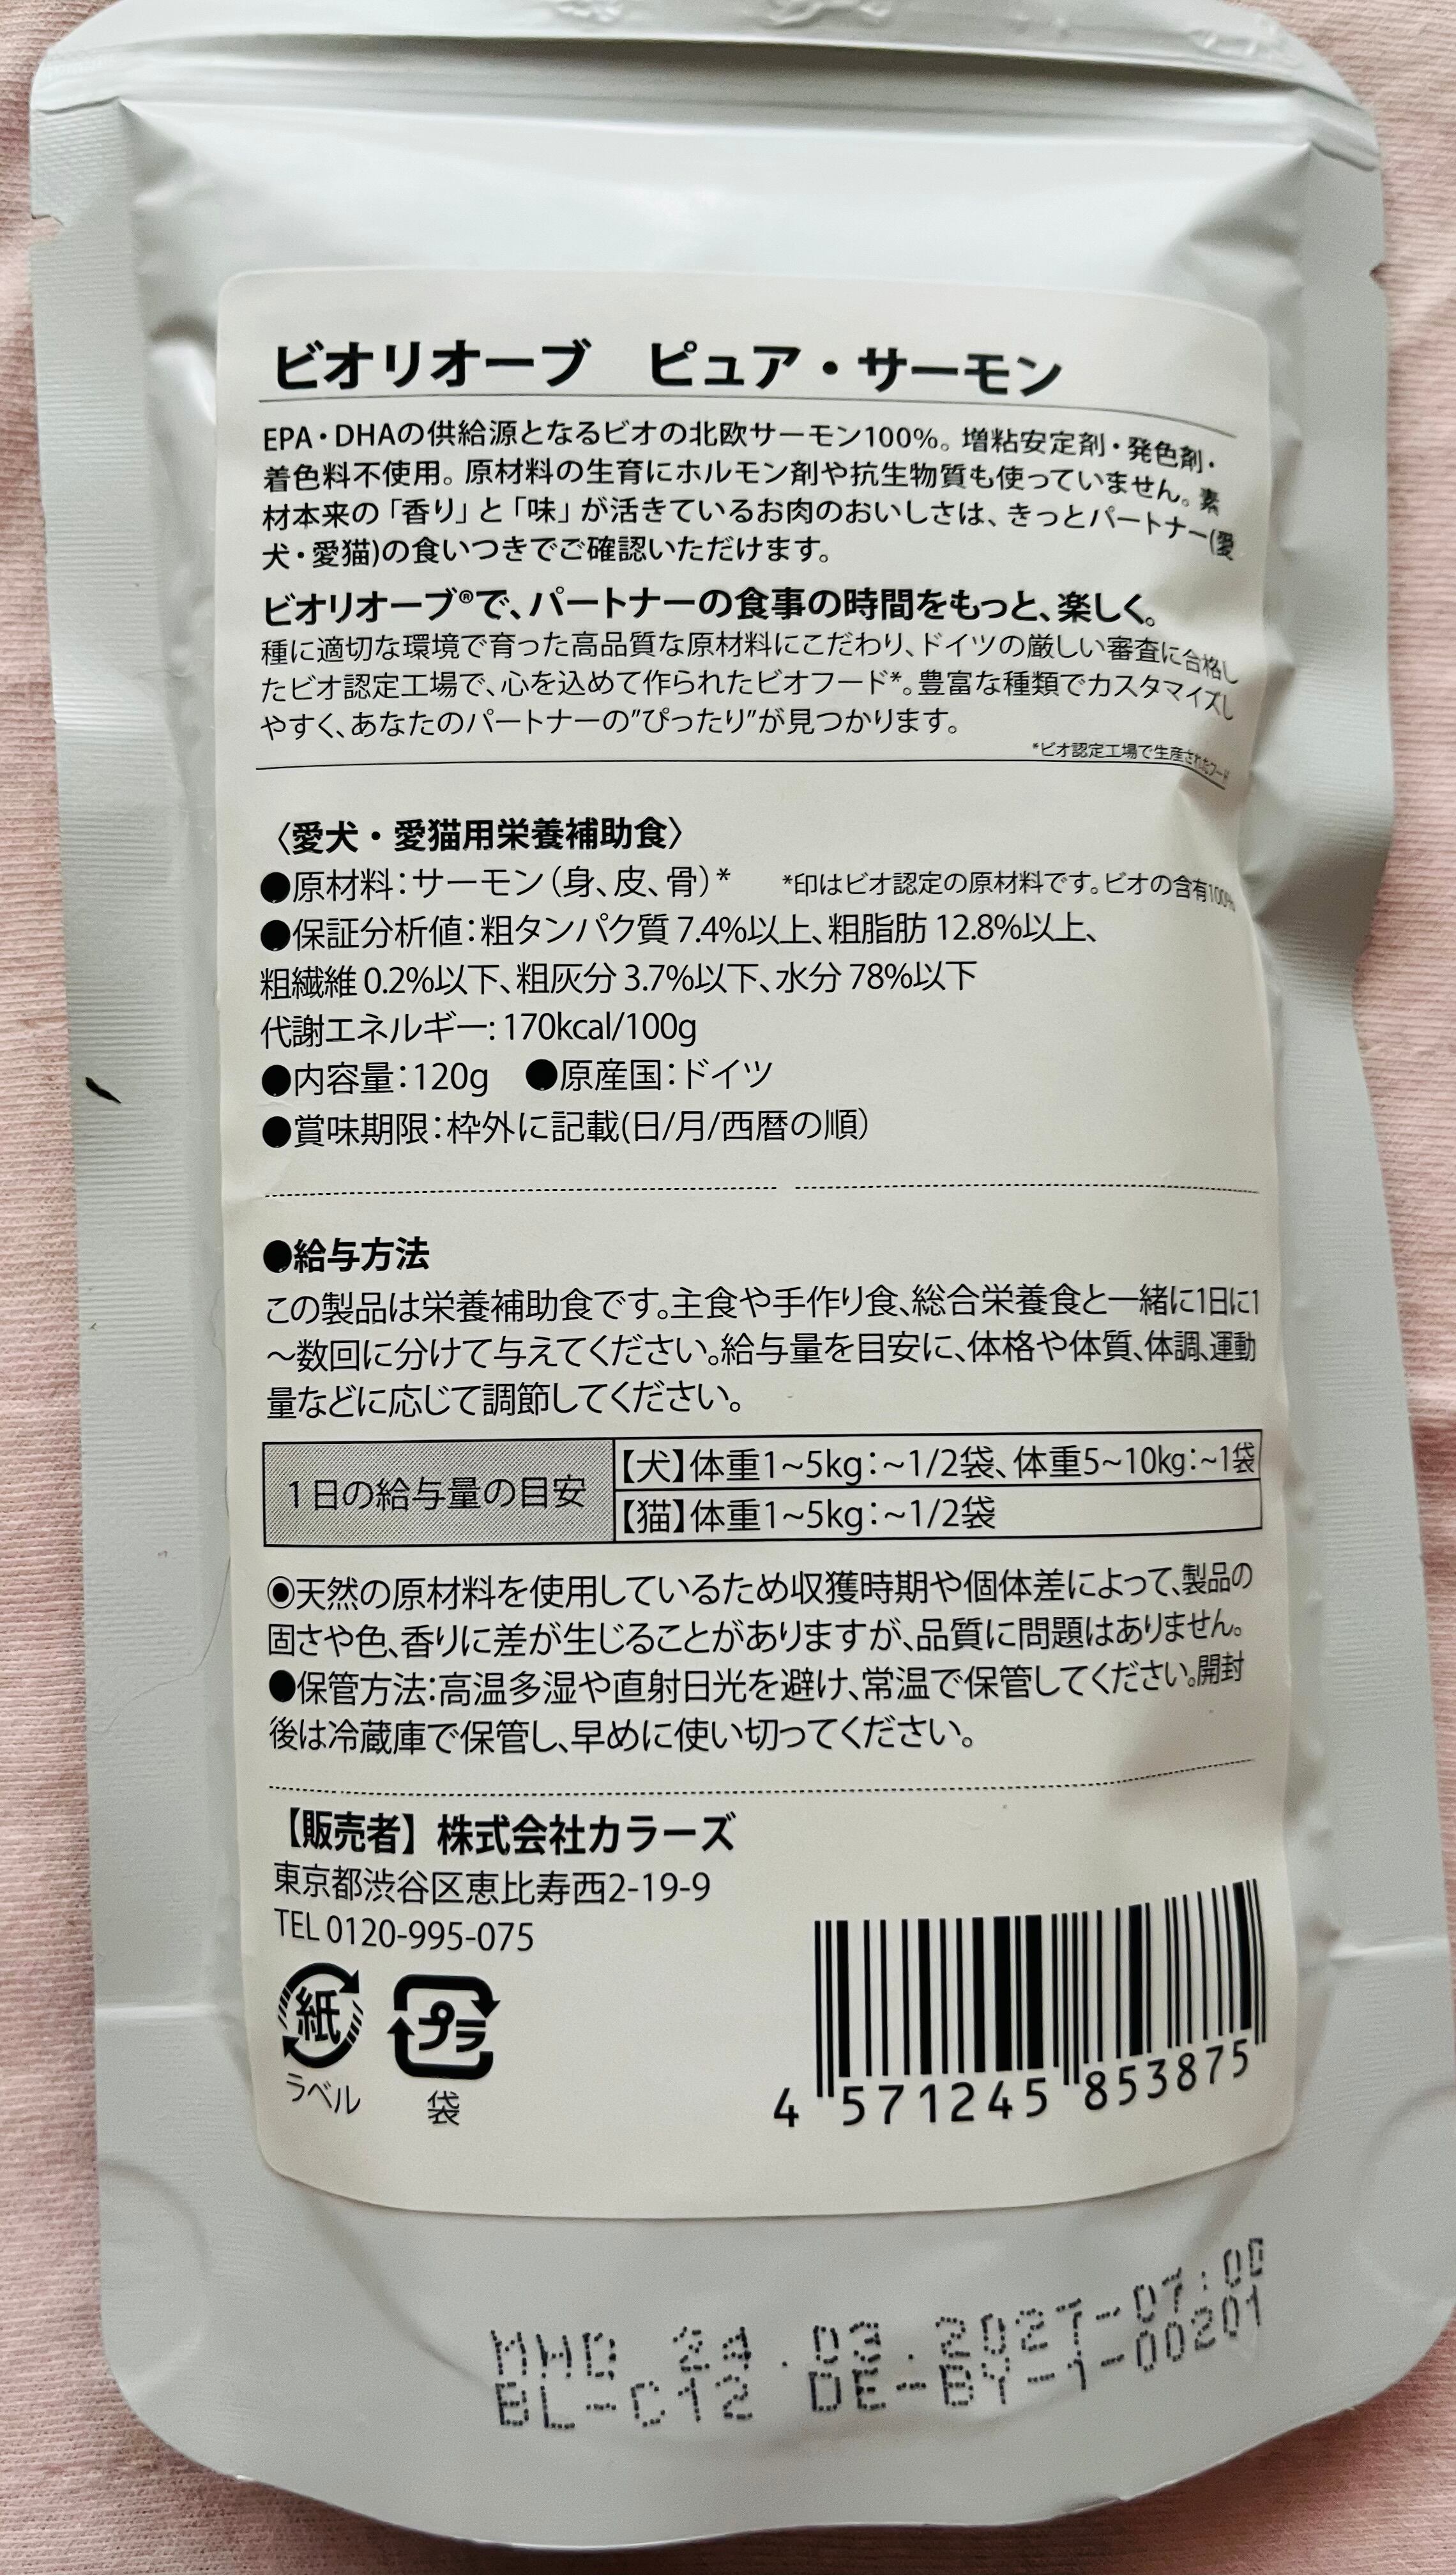 ビオリオーブ　ピュア・サーモン
EPA・DHAの供給源となるビオの北欧サーモン100%。増粘安定剤・発色剤・
着色料不使用。原材料の生育にホルモン剤や抗生物質も使っていません。素
材本来の「香り」と「味」が活きているお肉のおいしさは、きっとパートナー(愛
犬・愛猫)の食いつきでご確認いただけます。
ビオリオーブ®で、パートナーの食事の時間をもっと、楽しく。
種に適切な環境で育った高品質な原材料にこだわり、ドイツの厳しい審査に合格し
たビオ認定工場で、心を込めて作られたビオフード*。豊富な種類でカスタマイズし
やすく、あなたのパートナーの”ぴったり”が見つかります。
*ビオ認定工場で生産されたフード
〈愛犬・愛猫用栄養補助食〉
●原材料：サーモン（身、皮、骨）*　*印はビオ認定の原材料です。ビオの含有100%
●保証分析値：粗タンパク質 7.4%以上、粗脂肪 12.8%以上、
粗繊維 0.2%以下、粗灰分 3.7%以下、水分 78%以下
代謝エネルギー: 170kcal/100g
●内容量：120g　●原産国：ドイツ
●賞味期限：枠外に記載(日/月/西暦の順）
●給与方法
この製品は栄養補助食です。主食や手作り食、総合栄養食と一緒に1日に1
〜数回に分けて与えてください。給与量を目安に、体格や体質、体調、運動
量などに応じて調節してください。
1日の給与量の目安
【犬】体重1~5kg：~1/2袋、体重5~10kg：~1袋
【猫】体重1~5kg：~1/2袋
◉天然の原材料を使用しているため収獲時期や個体差によって、製品の
固さや色、香りに差が生じることがありますが、品質に問題はありません。
●保管方法：高温多湿や直射日光を避け、常温で保管してください。開封
後は冷蔵庫で保管し、早めに使い切ってください。
【販売者】株式会社カラーズ
東京都渋谷区恵比寿西2-19-9
TEL 0120-995-075
紙
ラベル
プラ
袋
4 571245 853875
MHD 24.03.2027-07:00
BL-C12 DE-BY-1-00201